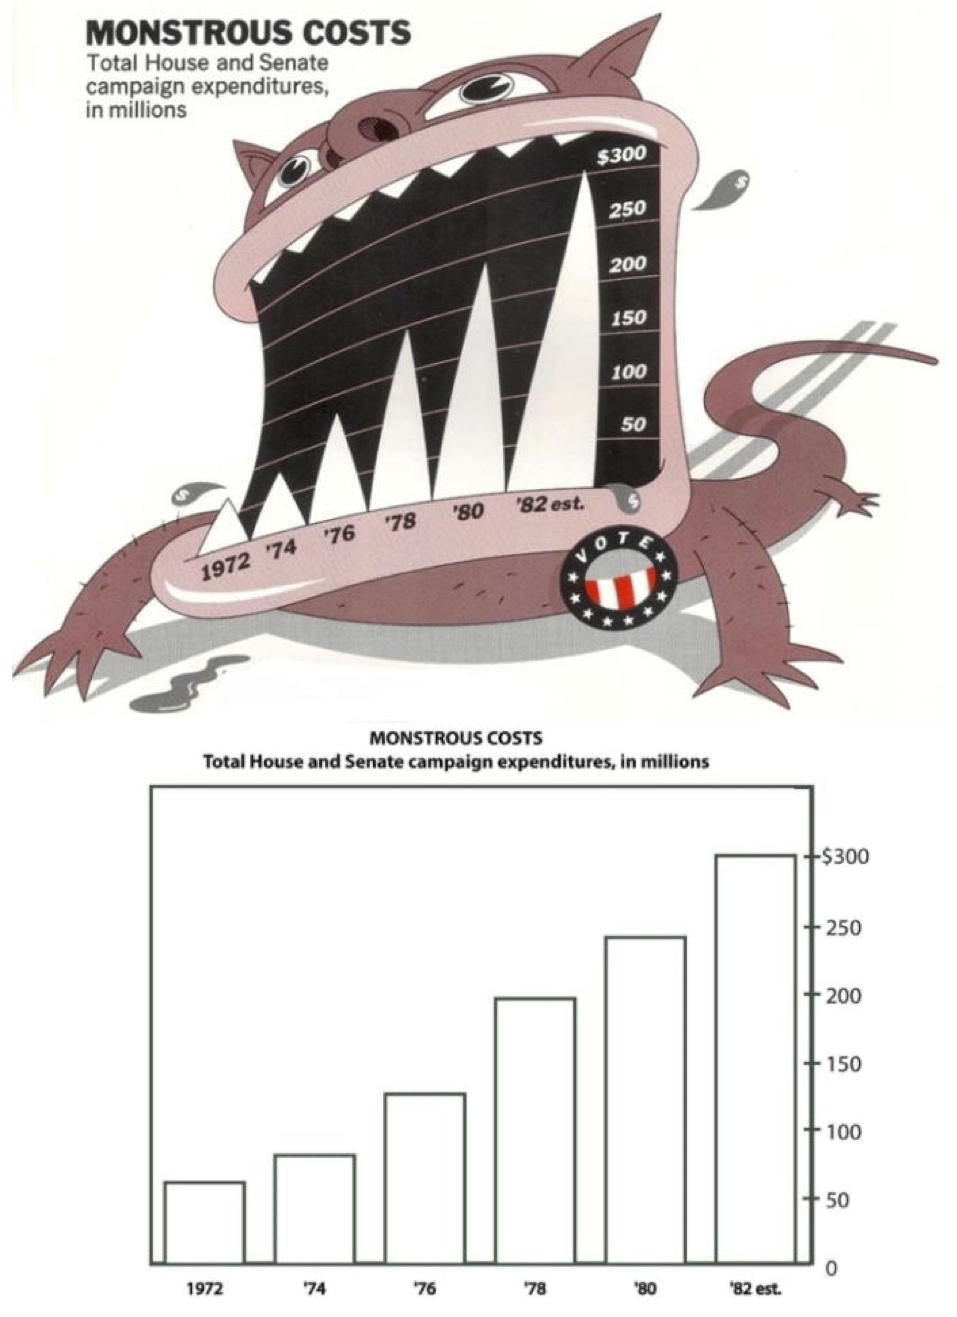 MONSTROUS COSTS
Total House and Senate
campaign expenditures,
in millions
$300
250
200
150
100
50
$
$
$
1972 '74 '76 '78 '80 '82 est.
VOTE
MONSTROUS COSTS
Total House and Senate campaign expenditures, in millions
$300
250
200
150
100
50
0
1972 '74 '76 '78 '80 '82 est.